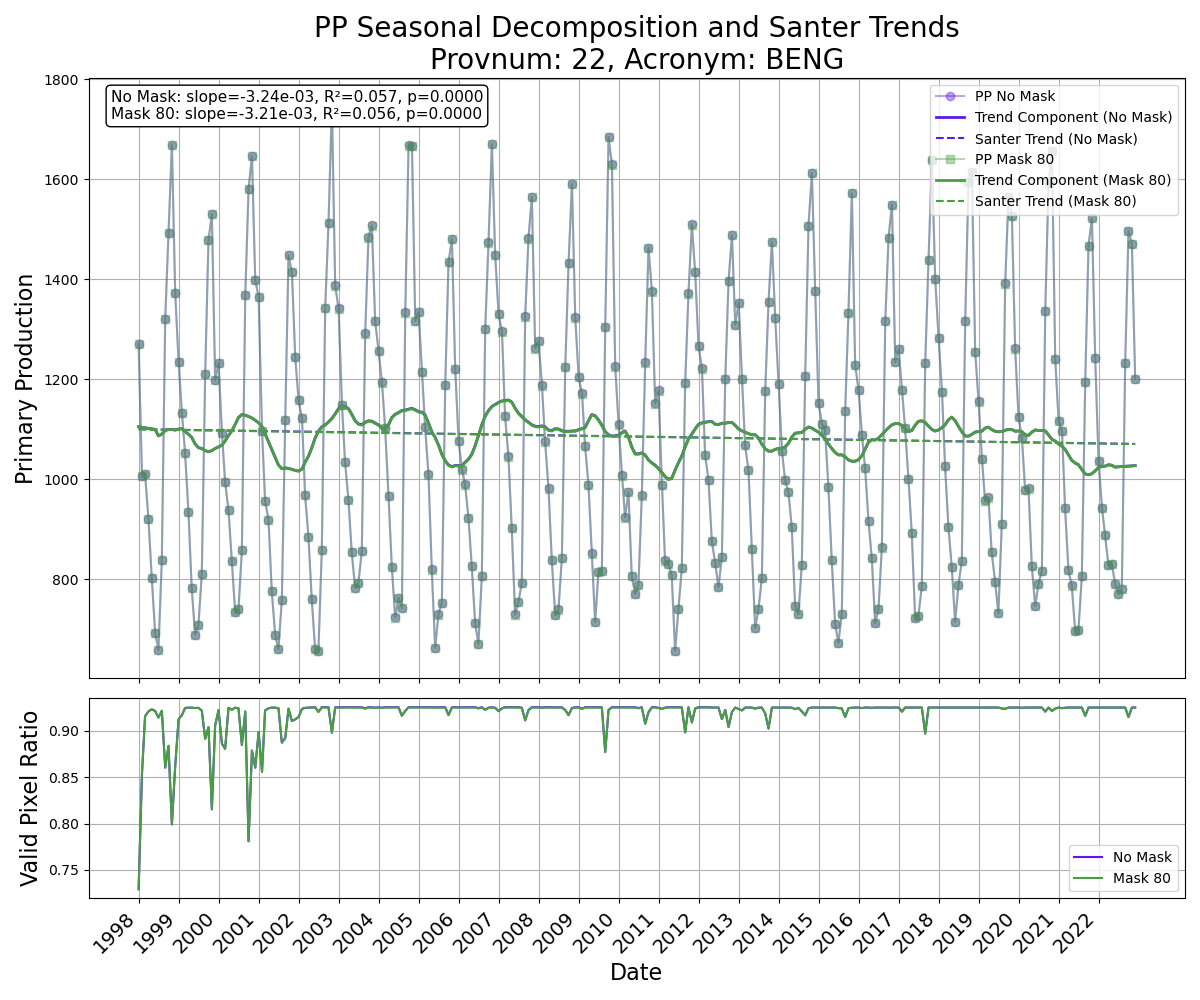 PP Seasonal Decomposition and Santer Trends
Provnum: 22, Acronym: BENG
No Mask: slope=-3.24e-03, R²=0.057, p=0.0000
Mask 80: slope=-3.21e-03, R²=0.056, p=0.0000
PP No Mask
Trend Component (No Mask)
Santer Trend (No Mask)
PP Mask 80
Trend Component (Mask 80)
Santer Trend (Mask 80)
Primary Production
1800
1600
1400
1200
1000
800
Valid Pixel Ratio
0.90
0.85
0.80
0.75
No Mask
Mask 80
1998
1999
2000
2001
2002
2003
2004
2005
2006
2007
2008
2009
2010
2011
2012
2013
2014
2015
2016
2017
2018
2019
2020
2021
2022
Date